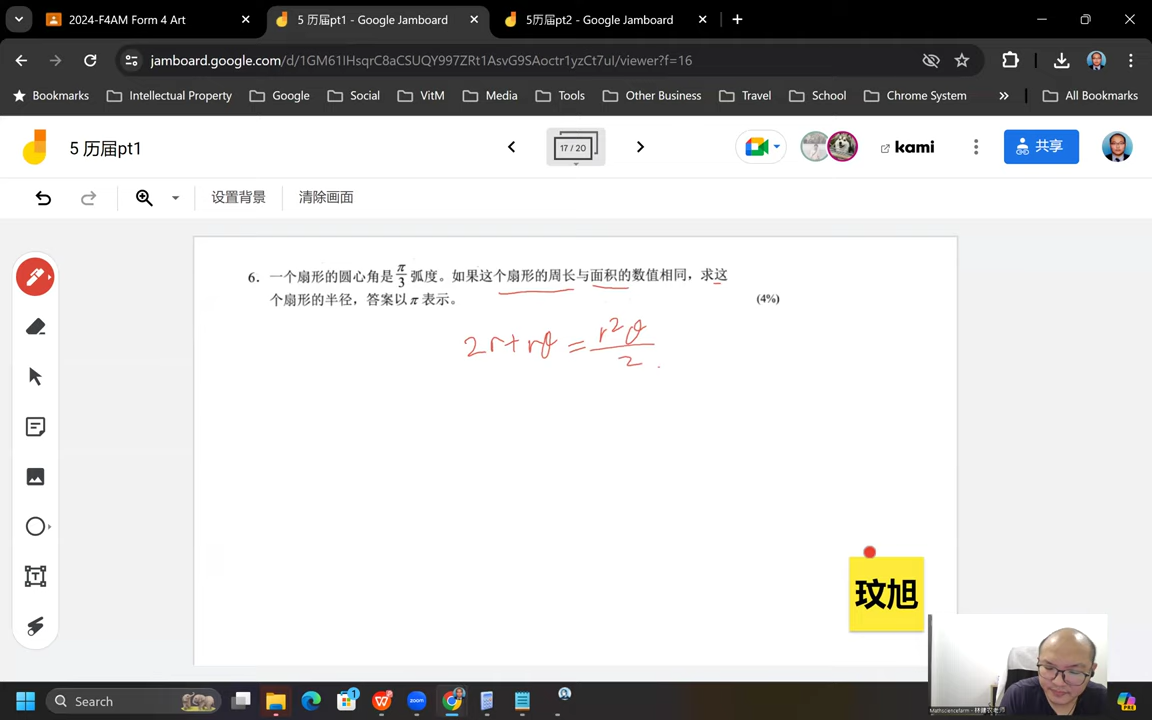 2024-F4AM Form 4 Art
5 历届pt1 - Google Jamboard
5历届pt2 - Google Jamboard
jamboard.google.com/d/1GM61IHsqrC8aCSUQY997ZRt1AsvG9SAoctr1yzCt7uI/viewer?f=16
Bookmarks
Intellectual Property
Google
Social
VitM
Media
Tools
Other Business
Travel
School
Chrome System
»
All Bookmarks
5 历届pt1
17 / 20
kami
共享
设置背景
清除画面
6. 一个扇形的圆心角是 π/3 弧度。如果这个扇形的周长与面积的数值相同，求这
个扇形的半径，答案以 π 表示。 (4%)
2r+rθ = r²θ/2
玟旭
Search
1
W
zoom
PRE